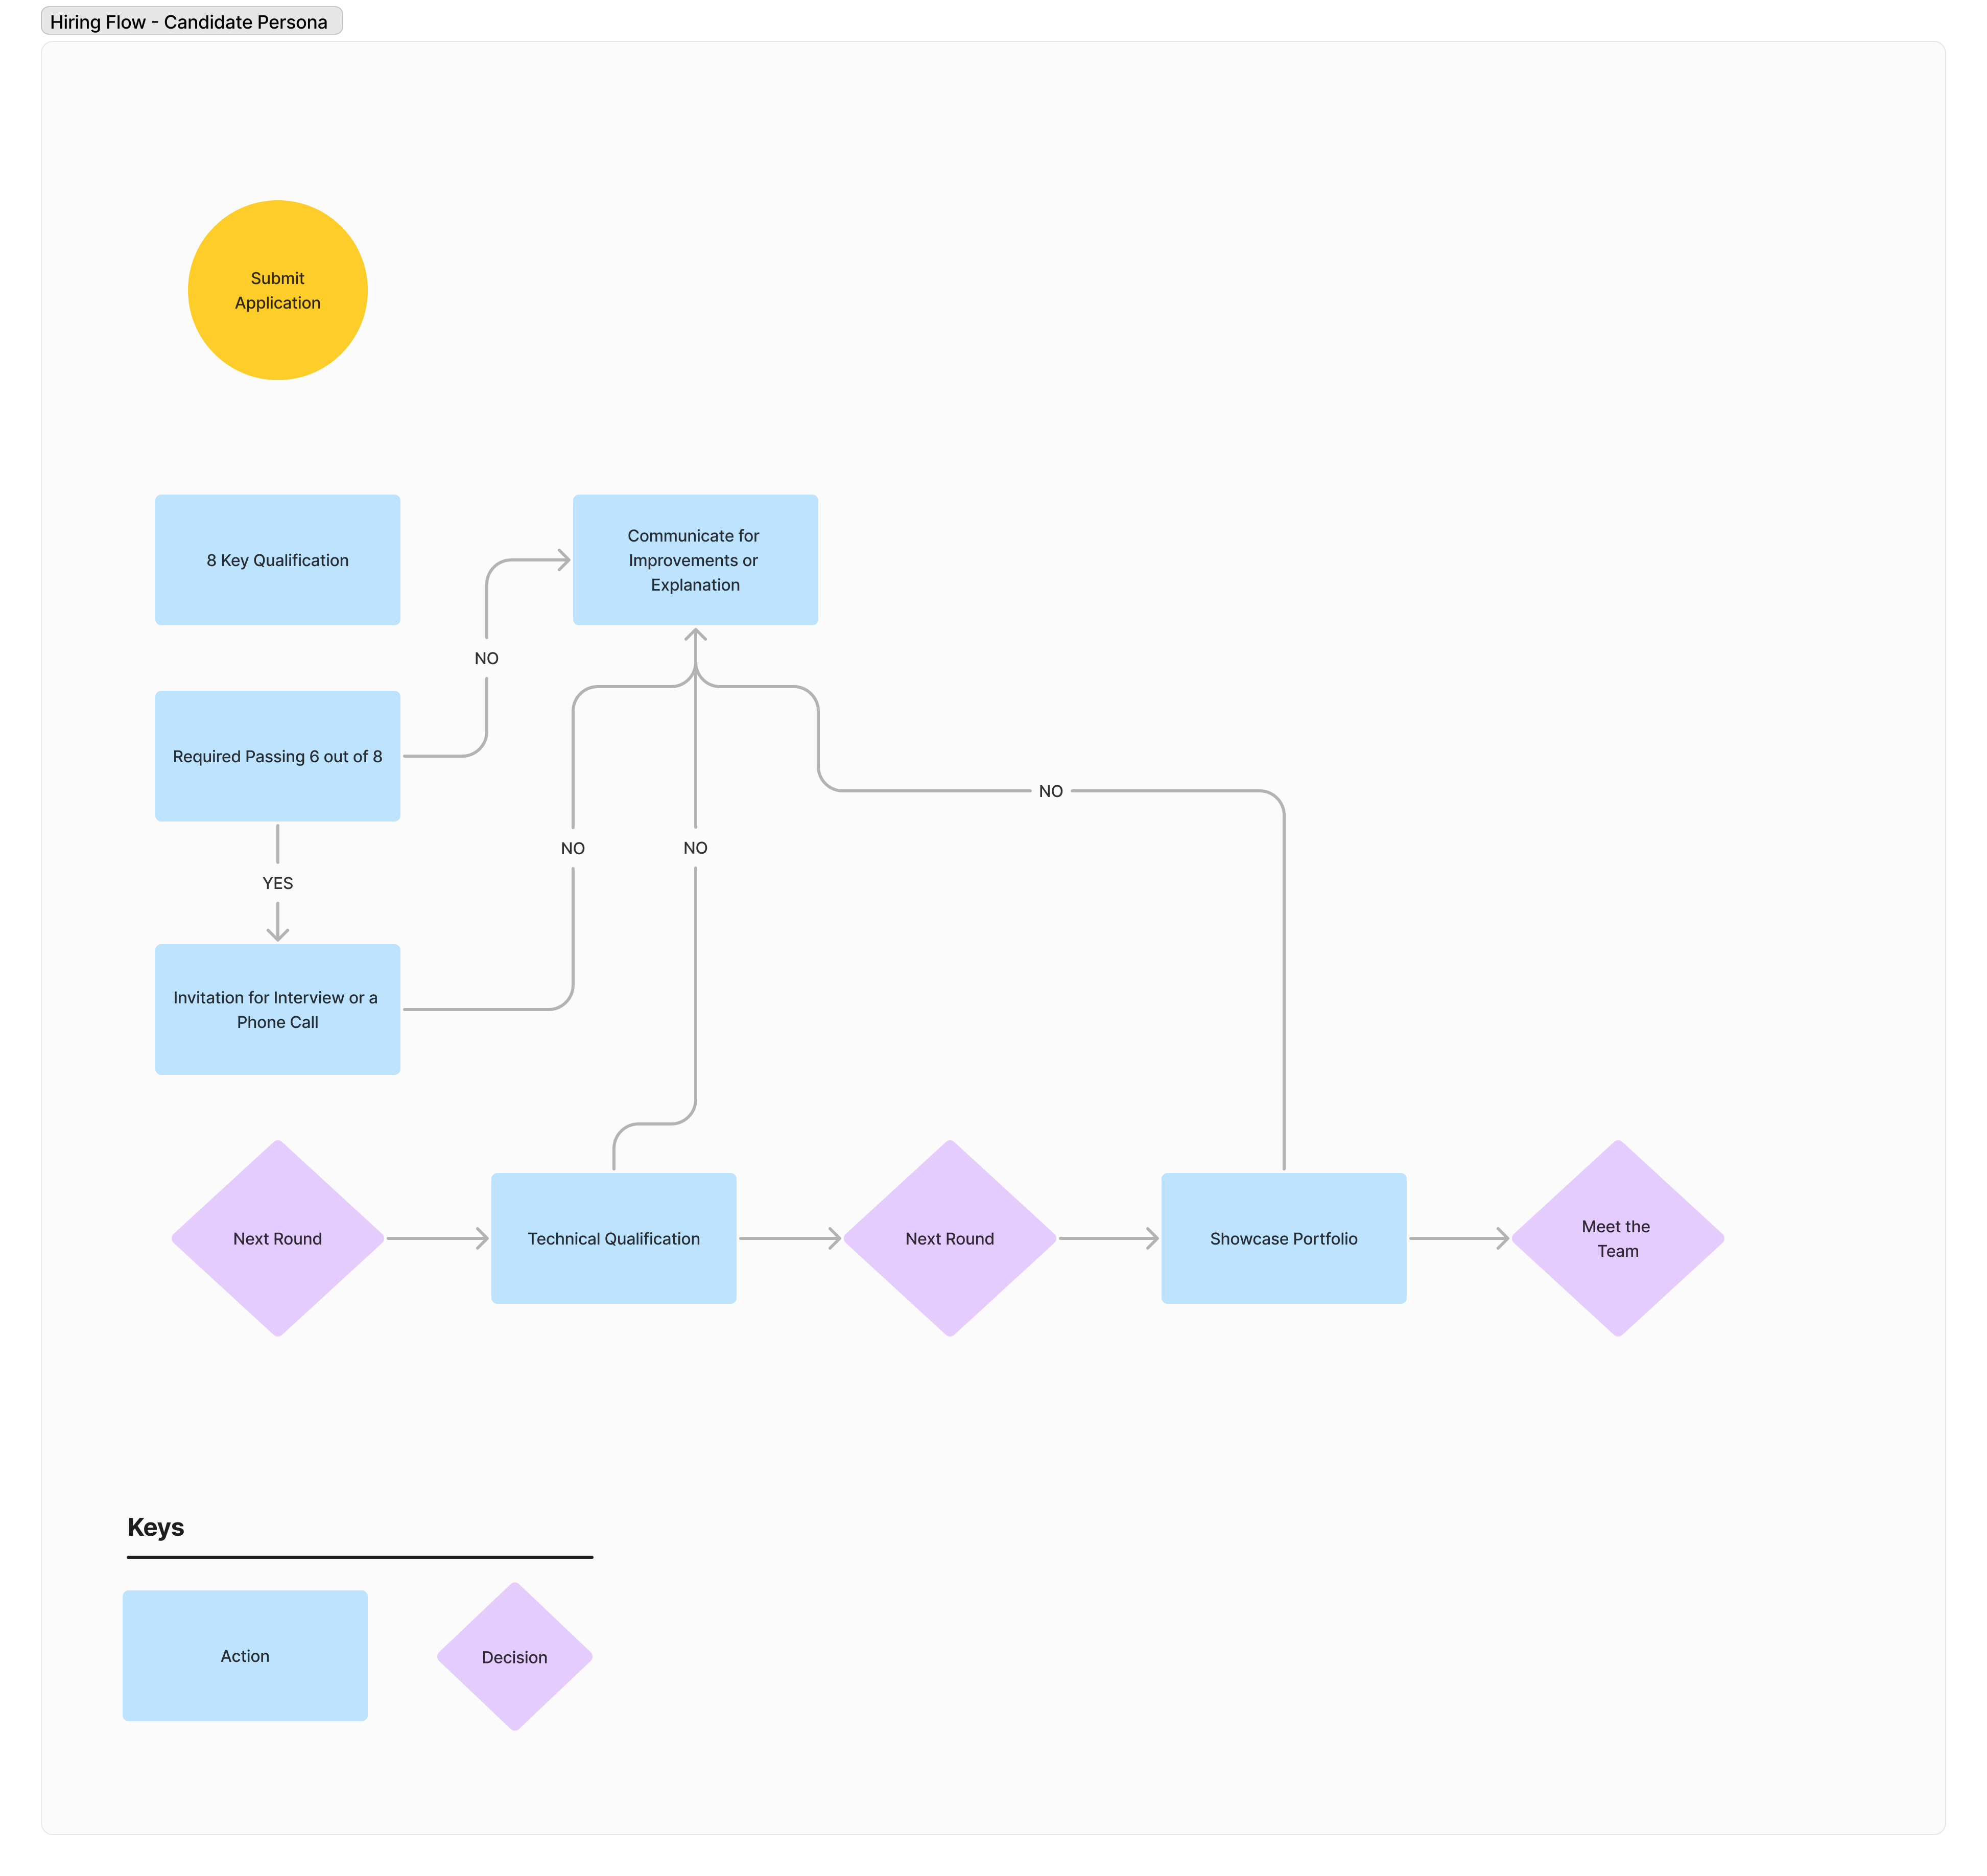 Hiring Flow - Candidate Persona
Submit
Application
8 Key Qualification
Communicate for
Improvements or
Explanation
NO
Required Passing 6 out of 8
NO
NO
NO
YES
Invitation for Interview or a
Phone Call
Next Round
Technical Qualification
Next Round
Showcase Portfolio
Meet the
Team
Keys
Action
Decision